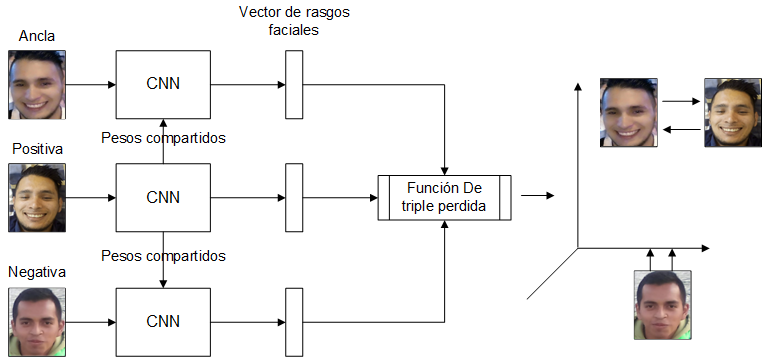 Vector de rasgos
faciales
Ancla
CNN
Pesos compartidos
Positiva
CNN
Función De
triple perdida
Pesos compartidos
Negativa
CNN